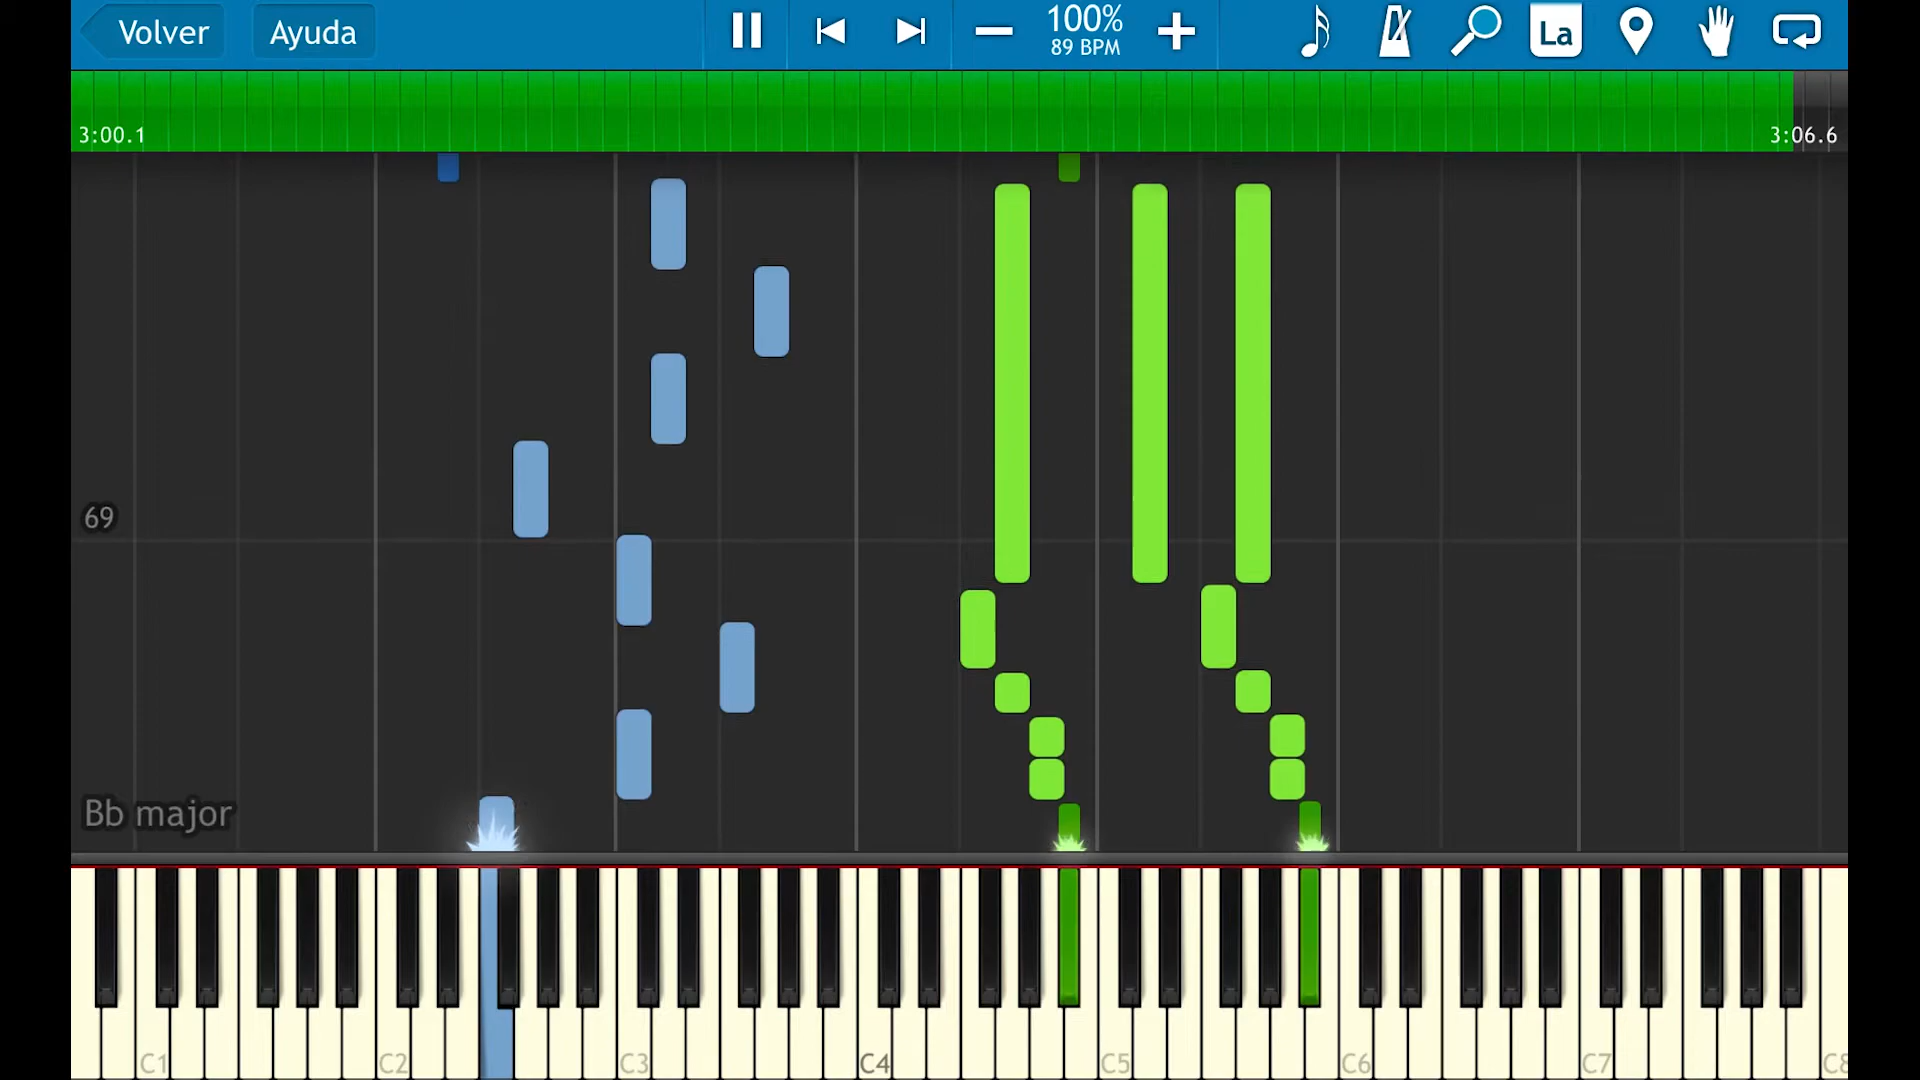 Volver
Ayuda
100%
89 BPM
La
3:00.1
3:06.6
69
Bb major
C1
C2
C3
C4
C5
C6
C7
C8